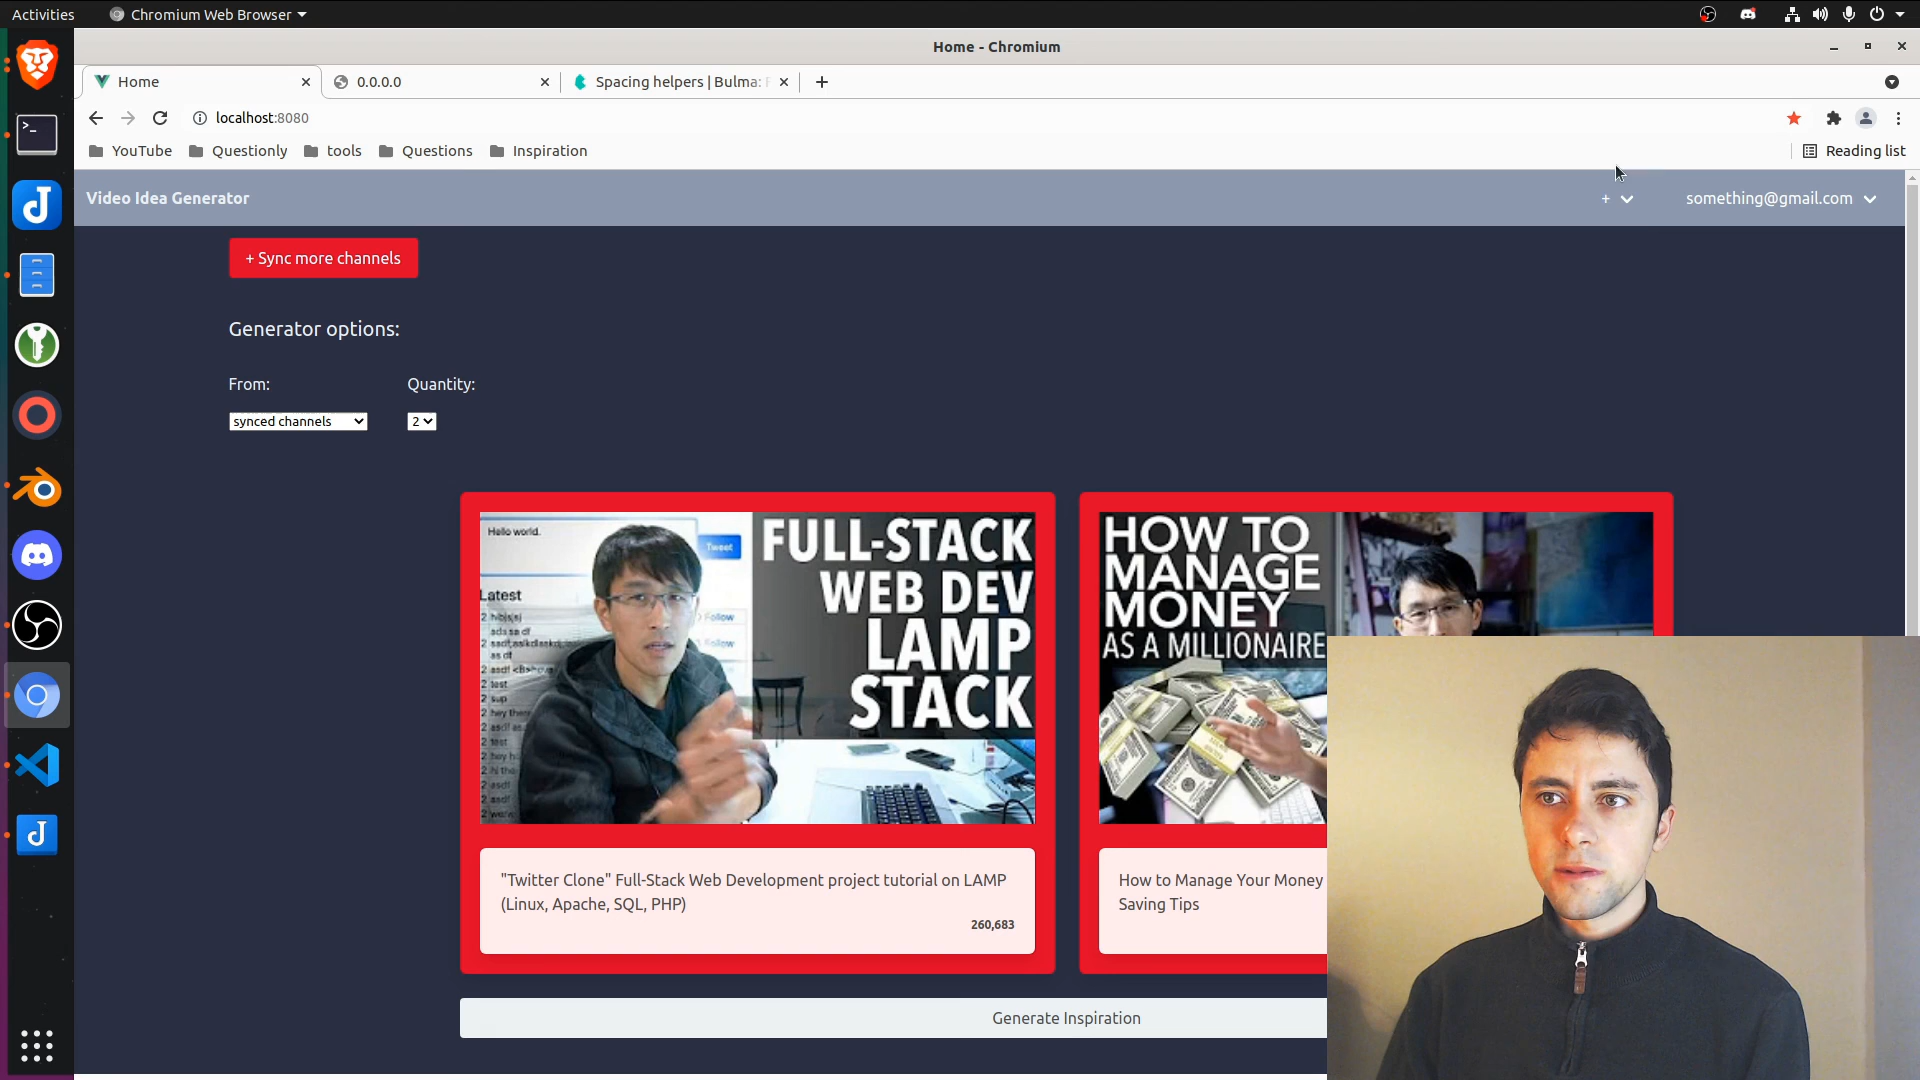 Activities
Chromium Web Browser
Home - Chromium
Home
0.0.0.0
Spacing helpers | Bulma:
localhost:8080
YouTube
Questionly
tools
Questions
Inspiration
Reading list
Video Idea Generator
+
something@gmail.com
+ Sync more channels
Generator options:
From:
Quantity:
synced channels
2
Hello world.
Tweet
Latest
Follow
Follow
FULL-STACK
WEB DEV
LAMP
STACK
HOW TO
MANAGE
MONEY
AS A MILLIONAIRE
"Twitter Clone" Full-Stack Web Development project tutorial on LAMP
(Linux, Apache, SQL, PHP)
260,683
How to Manage Your Money
Saving Tips
Generate Inspiration